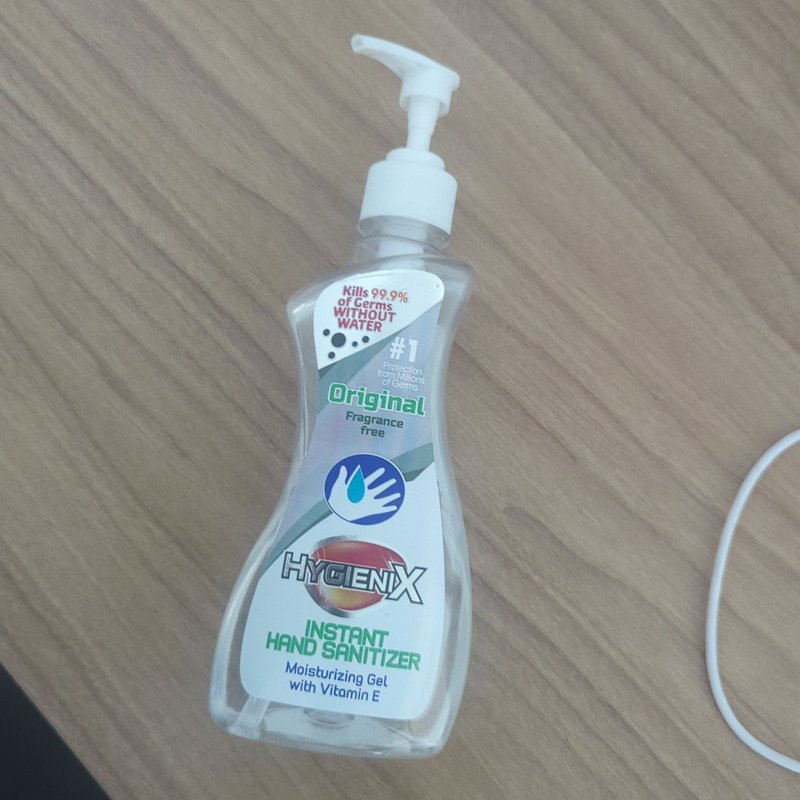 Kills 99.9%
of Germs
WITHOUT
WATER
#1
Protection
from Millions
of Germs
Original
Fragrance
free
HYGIENIX
INSTANT
HAND SANITIZER
Moisturizing Gel
with Vitamin E